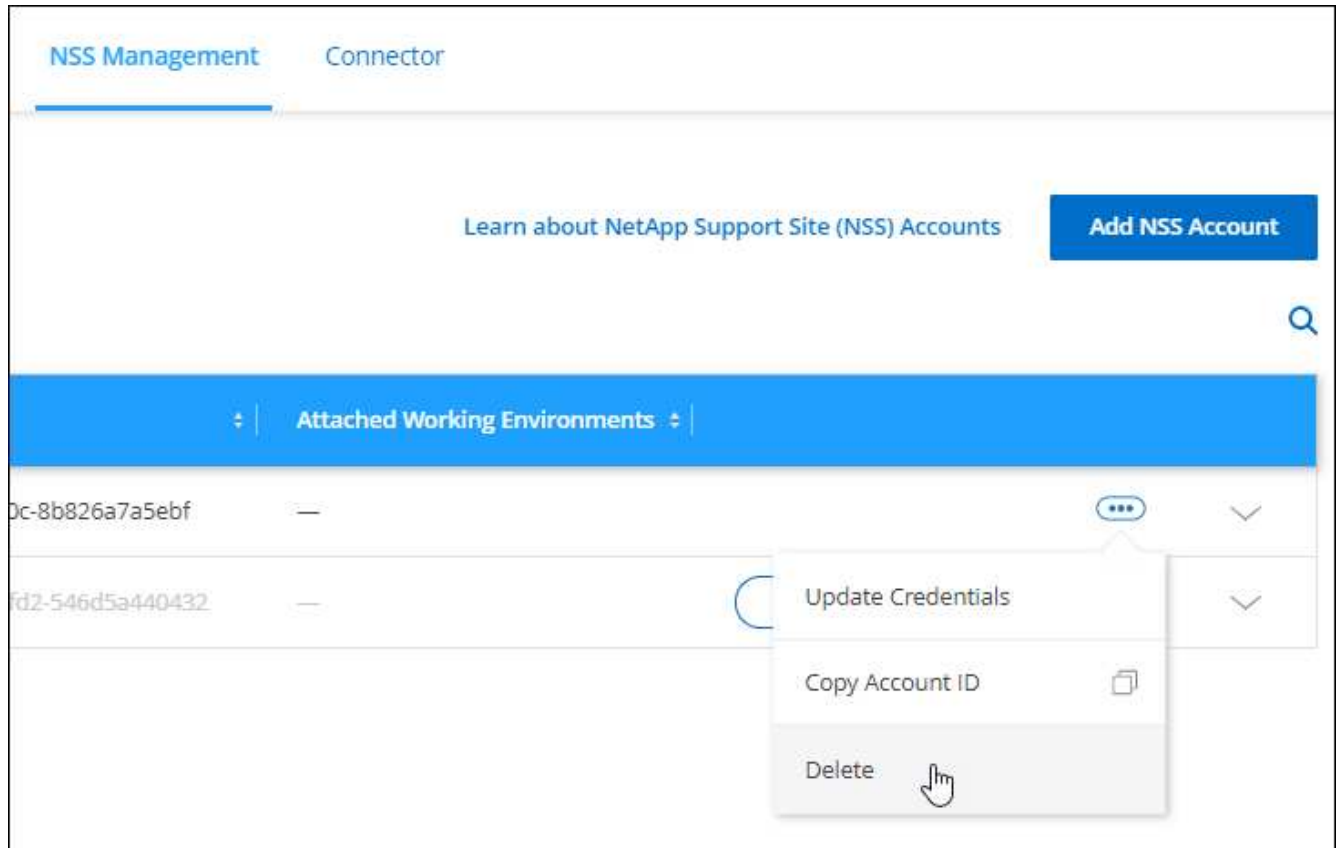 NSS Management Connector
Learn about NetApp Support Site (NSS) Accounts Add NSS Account
Attached Working Environments
0c-8b826a7a5ebf —
fd2-546d5a440432 —
Update Credentials
Copy Account ID
Delete